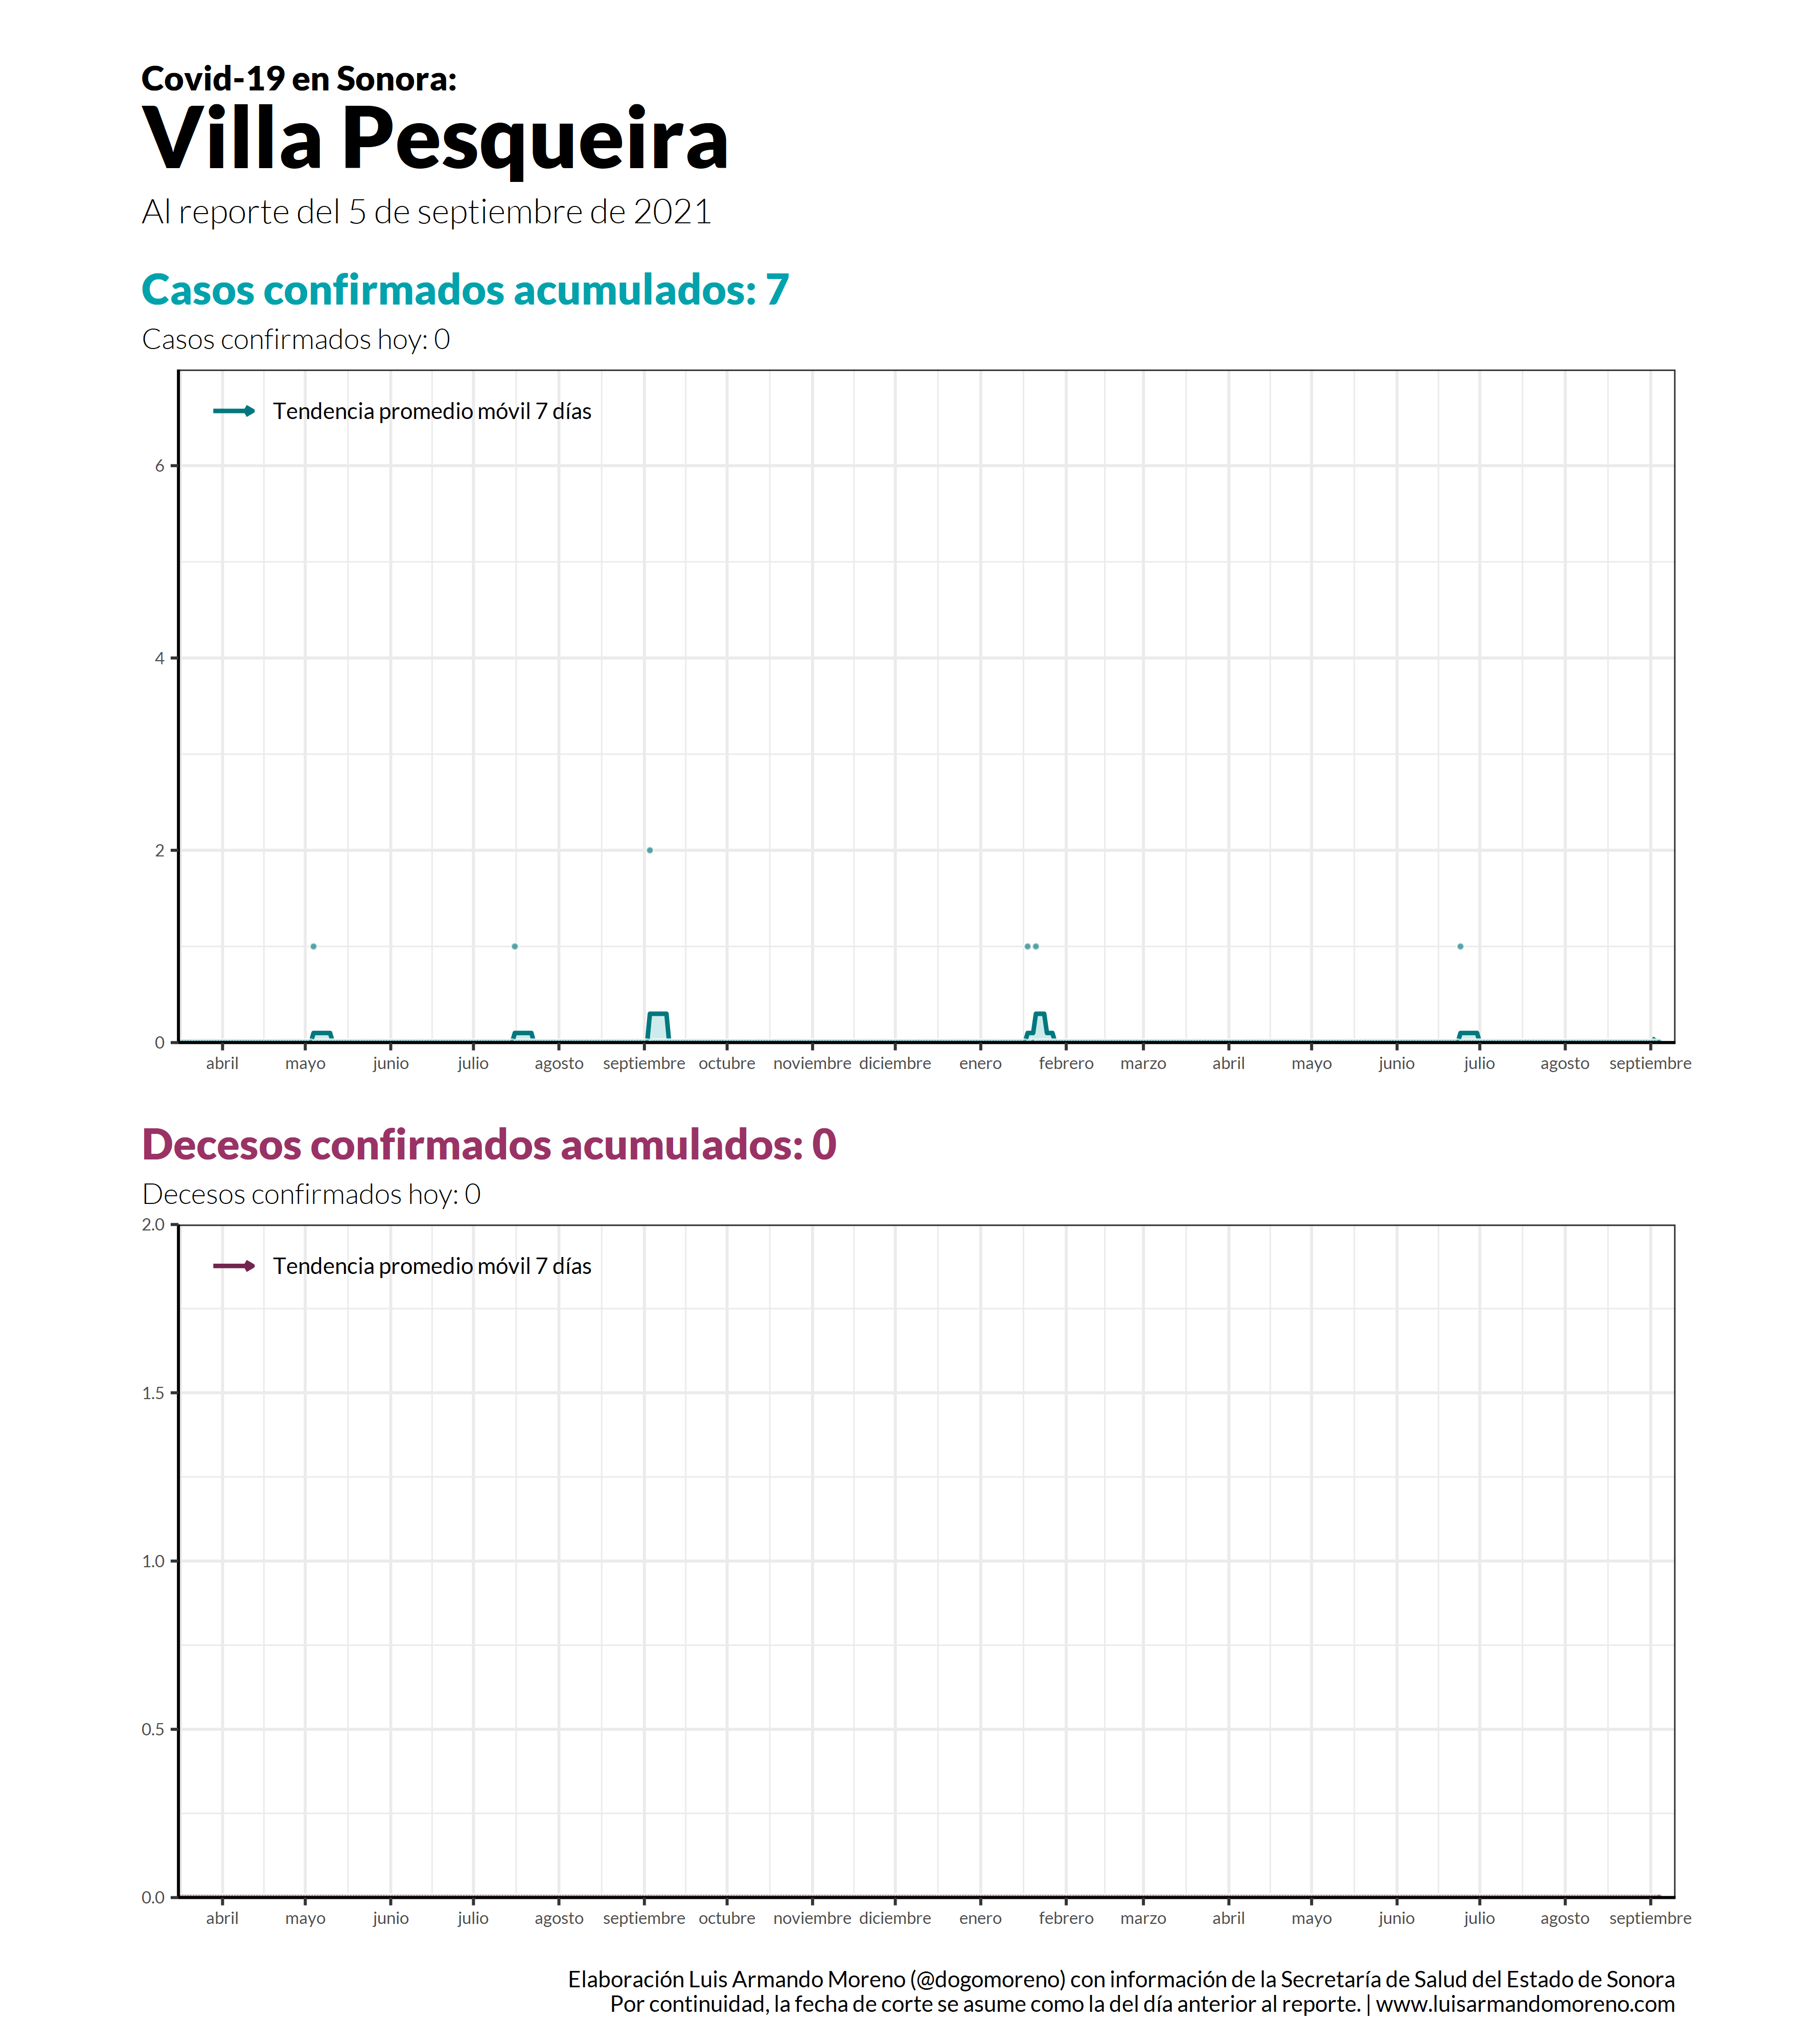 Covid-19 en Sonora:
Villa Pesqueira
Al reporte del 5 de septiembre de 2021
Casos confirmados acumulados: 7
Casos confirmados hoy: 0
Tendencia promedio móvil 7 días
6
4
2
0
abril mayo junio julio agosto septiembre octubre noviembre diciembre enero febrero marzo abril mayo junio julio agosto septiembre
Decesos confirmados acumulados: 0
Decesos confirmados hoy: 0
2.0
Tendencia promedio móvil 7 días
1.5
1.0
0.5
0.0
abril mayo junio julio agosto septiembre octubre noviembre diciembre enero febrero marzo abril mayo junio julio agosto septiembre
Elaboración Luis Armando Moreno (@dogomoreno) con información de la Secretaría de Salud del Estado de Sonora
Por continuidad, la fecha de corte se asume como la del día anterior al reporte. | www.luisarmandomoreno.com